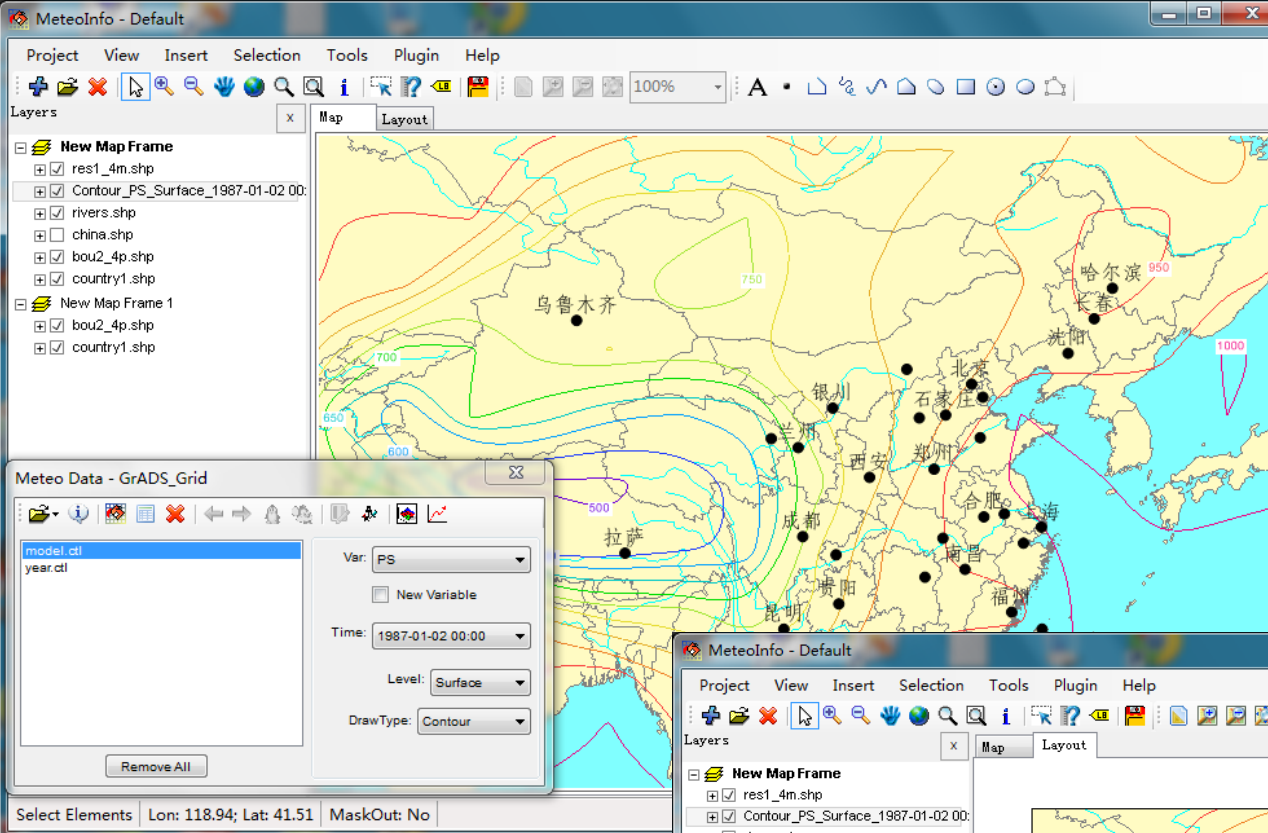 MeteoInfo - Default
Project View Insert Selection Tools Plugin Help
100%
Layers
x
Map
Layout
New Map Frame
res1_4m.shp
Contour_PS_Surface_1987-01-02 00:
rivers.shp
china.shp
bou2_4p.shp
country1.shp
New Map Frame 1
bou2_4p.shp
country1.shp
950
哈尔滨
750
乌鲁木齐
长春
沈阳
1000
700
北京
银川
石家庄
650
兰州
600
郑州
西安
500
合肥
上海
成都
拉萨
南昌
贵阳
福州
昆明
Meteo Data - GrADS_Grid
model.ctl
year.ctl
Var: PS
New Variable
Time: 1987-01-02 00:00
Level: Surface
DrawType: Contour
Remove All
Select Elements Lon: 118.94; Lat: 41.51 MaskOut: No
MeteoInfo - Default
Project View Insert Selection Tools Plugin Help
Layers
x
Map
Layout
New Map Frame
res1_4m.shp
Contour_PS_Surface_1987-01-02 00: